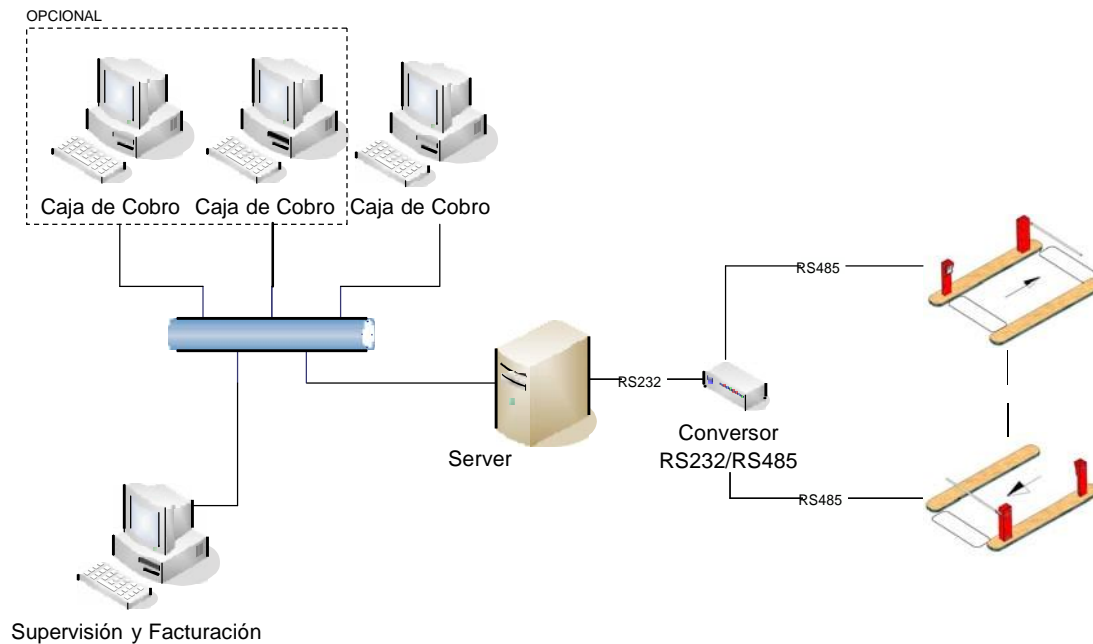 OPCIONAL
Caja de Cobro
Caja de Cobro
Caja de Cobro
RS485
RS232
Conversor
RS232/RS485
Server
RS485
Supervisión y Facturación